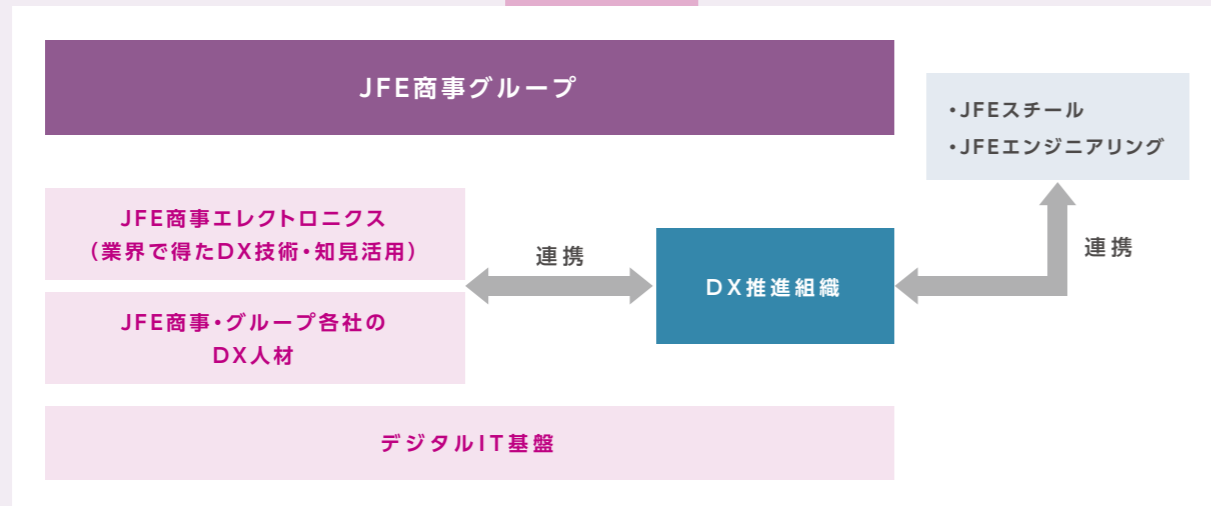 JFE商事グループ
・JFEスチール
・JFEエンジニアリング
JFE商事エレクトロニクス
（業界で得たDX技術・知見活用）
連携
DX推進組織
連携
JFE商事・グループ各社の
DX人材
デジタルIT基盤